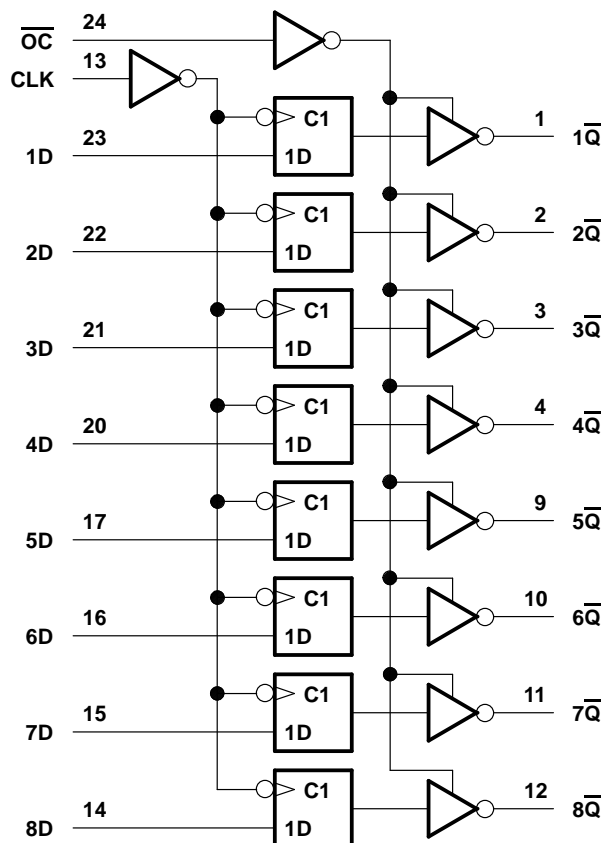 O̅C̅ 24
CLK 13
C1
1D 23 1D 1 1Q̅
C1
2D 22 1D 2 2Q̅
C1
3D 21 1D 3 3Q̅
C1
4D 20 1D 4 4Q̅
C1
5D 17 1D 9 5Q̅
C1
6D 16 1D 10 6Q̅
C1
7D 15 1D 11 7Q̅
C1
8D 14 1D 12 8Q̅